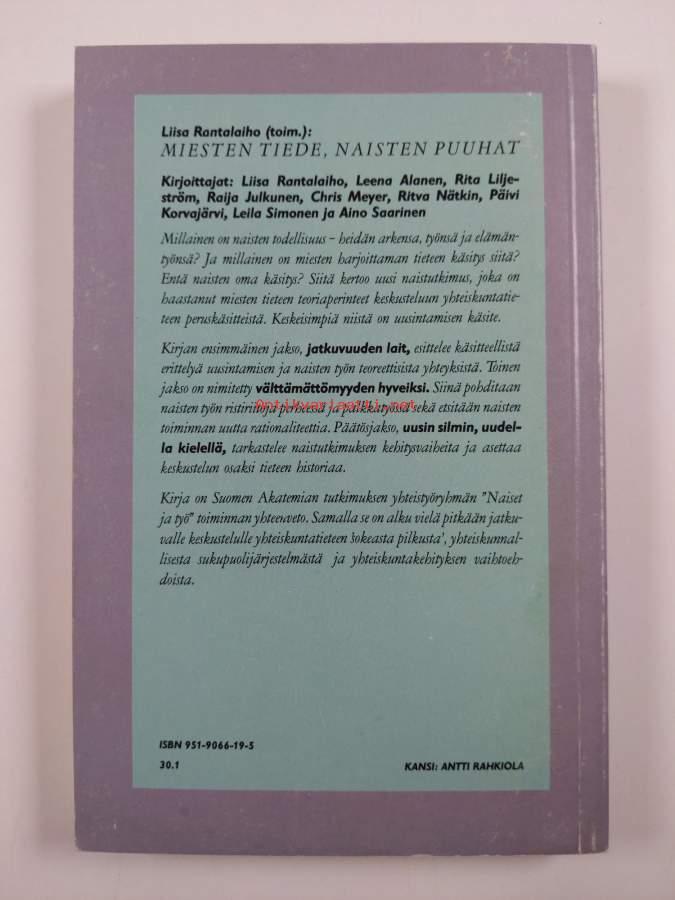 Liisa Rantalaiho (toim.):
MIESTEN TIEDE, NAISTEN PUUHAT
Kirjoittajat: Liisa Rantalaiho, Leena Alanen, Rita Lilje-
ström, Raija Julkunen, Chris Meyer, Ritva Nätkin, Päivi
Korvajärvi, Leila Simonen ja Aino Saarinen
Millainen on naisten todellisuus – heidän arkensa, työnsä ja elämän-
työnsä? Ja millainen on miesten harjoittaman tieteen käsitys siitä?
Entä naisten oma käsitys? Siitä kertoo uusi naistutkimus, joka on
haastanut miesten tieteen teoriaperinteet keskusteluun yhteiskuntatie-
teen peruskäsitteistä. Keskeisimpiä niistä on uusintamisen käsite.
Kirjan ensimmäinen jakso, jatkuvuuden lait, esittelee käsitteellistä
erittelyä uusintamisen ja naisten työn teoreettisista yhteyksistä. Toinen
jakso on nimitetty välttämättömyyden hyveiksi. Siinä pohditaan
Antikvariaatti.net
naisten työn ristiriitoja perheessä ja palkkatyössä sekä etsitään naisten
toiminnan uutta rationaliteettia. Päätösjakso, uusin silmin, uudel-
la kielellä, tarkastelee naistutkimuksen kehitysvaiheita ja asettaa
keskustelun osaksi tieteen historiaa.
Kirja on Suomen Akatemian tutkimuksen yhteistyöryhmän "Naiset
ja työ" toiminnan yhteenveto. Samalla se on alku vielä pitkään jatku-
valle keskustelulle yhteiskuntatieteen 'sokeasta pilkusta', yhteiskunnal-
lisesta sukupuolijärjestelmästä ja yhteiskuntakehityksen vaihtoeh-
doista.
ISBN 951-9066-19-5
30.1 KANSI: ANTTI RAHKIOLA